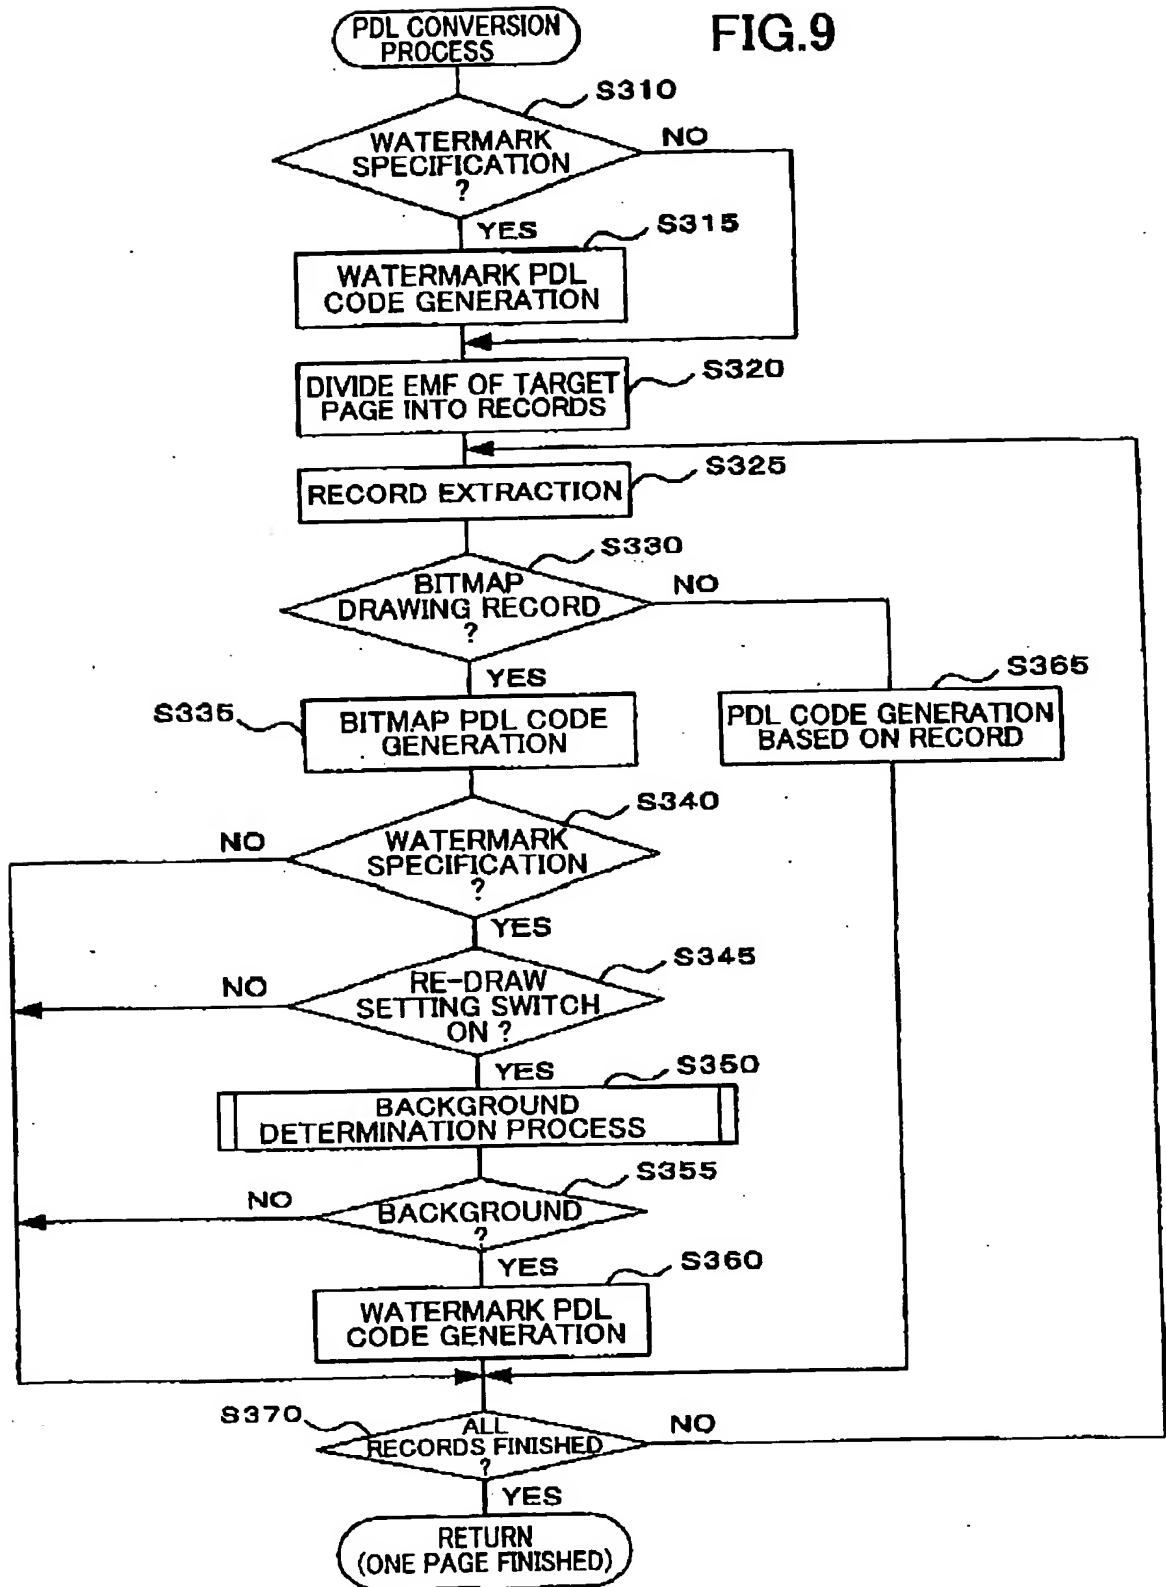 FIG.9
PDL CONVERSION
PROCESS
S310
WATERMARK
SPECIFICATION
?
NO
YES
S315
WATERMARK PDL
CODE GENERATION
S320
DIVIDE EMF OF TARGET
PAGE INTO RECORDS
S325
RECORD EXTRACTION
S330
BITMAP
DRAWING RECORD
?
NO
YES
S335
BITMAP PDL CODE
GENERATION
S365
PDL CODE GENERATION
BASED ON RECORD
S340
NO
WATERMARK
SPECIFICATION
?
YES
S345
NO
RE-DRAW
SETTING SWITCH
ON ?
YES
S350
BACKGROUND
DETERMINATION PROCESS
S355
NO
BACKGROUND
?
YES
S360
WATERMARK PDL
CODE GENERATION
S370
ALL
RECORDS FINISHED
?
NO
YES
RETURN
(ONE PAGE FINISHED)